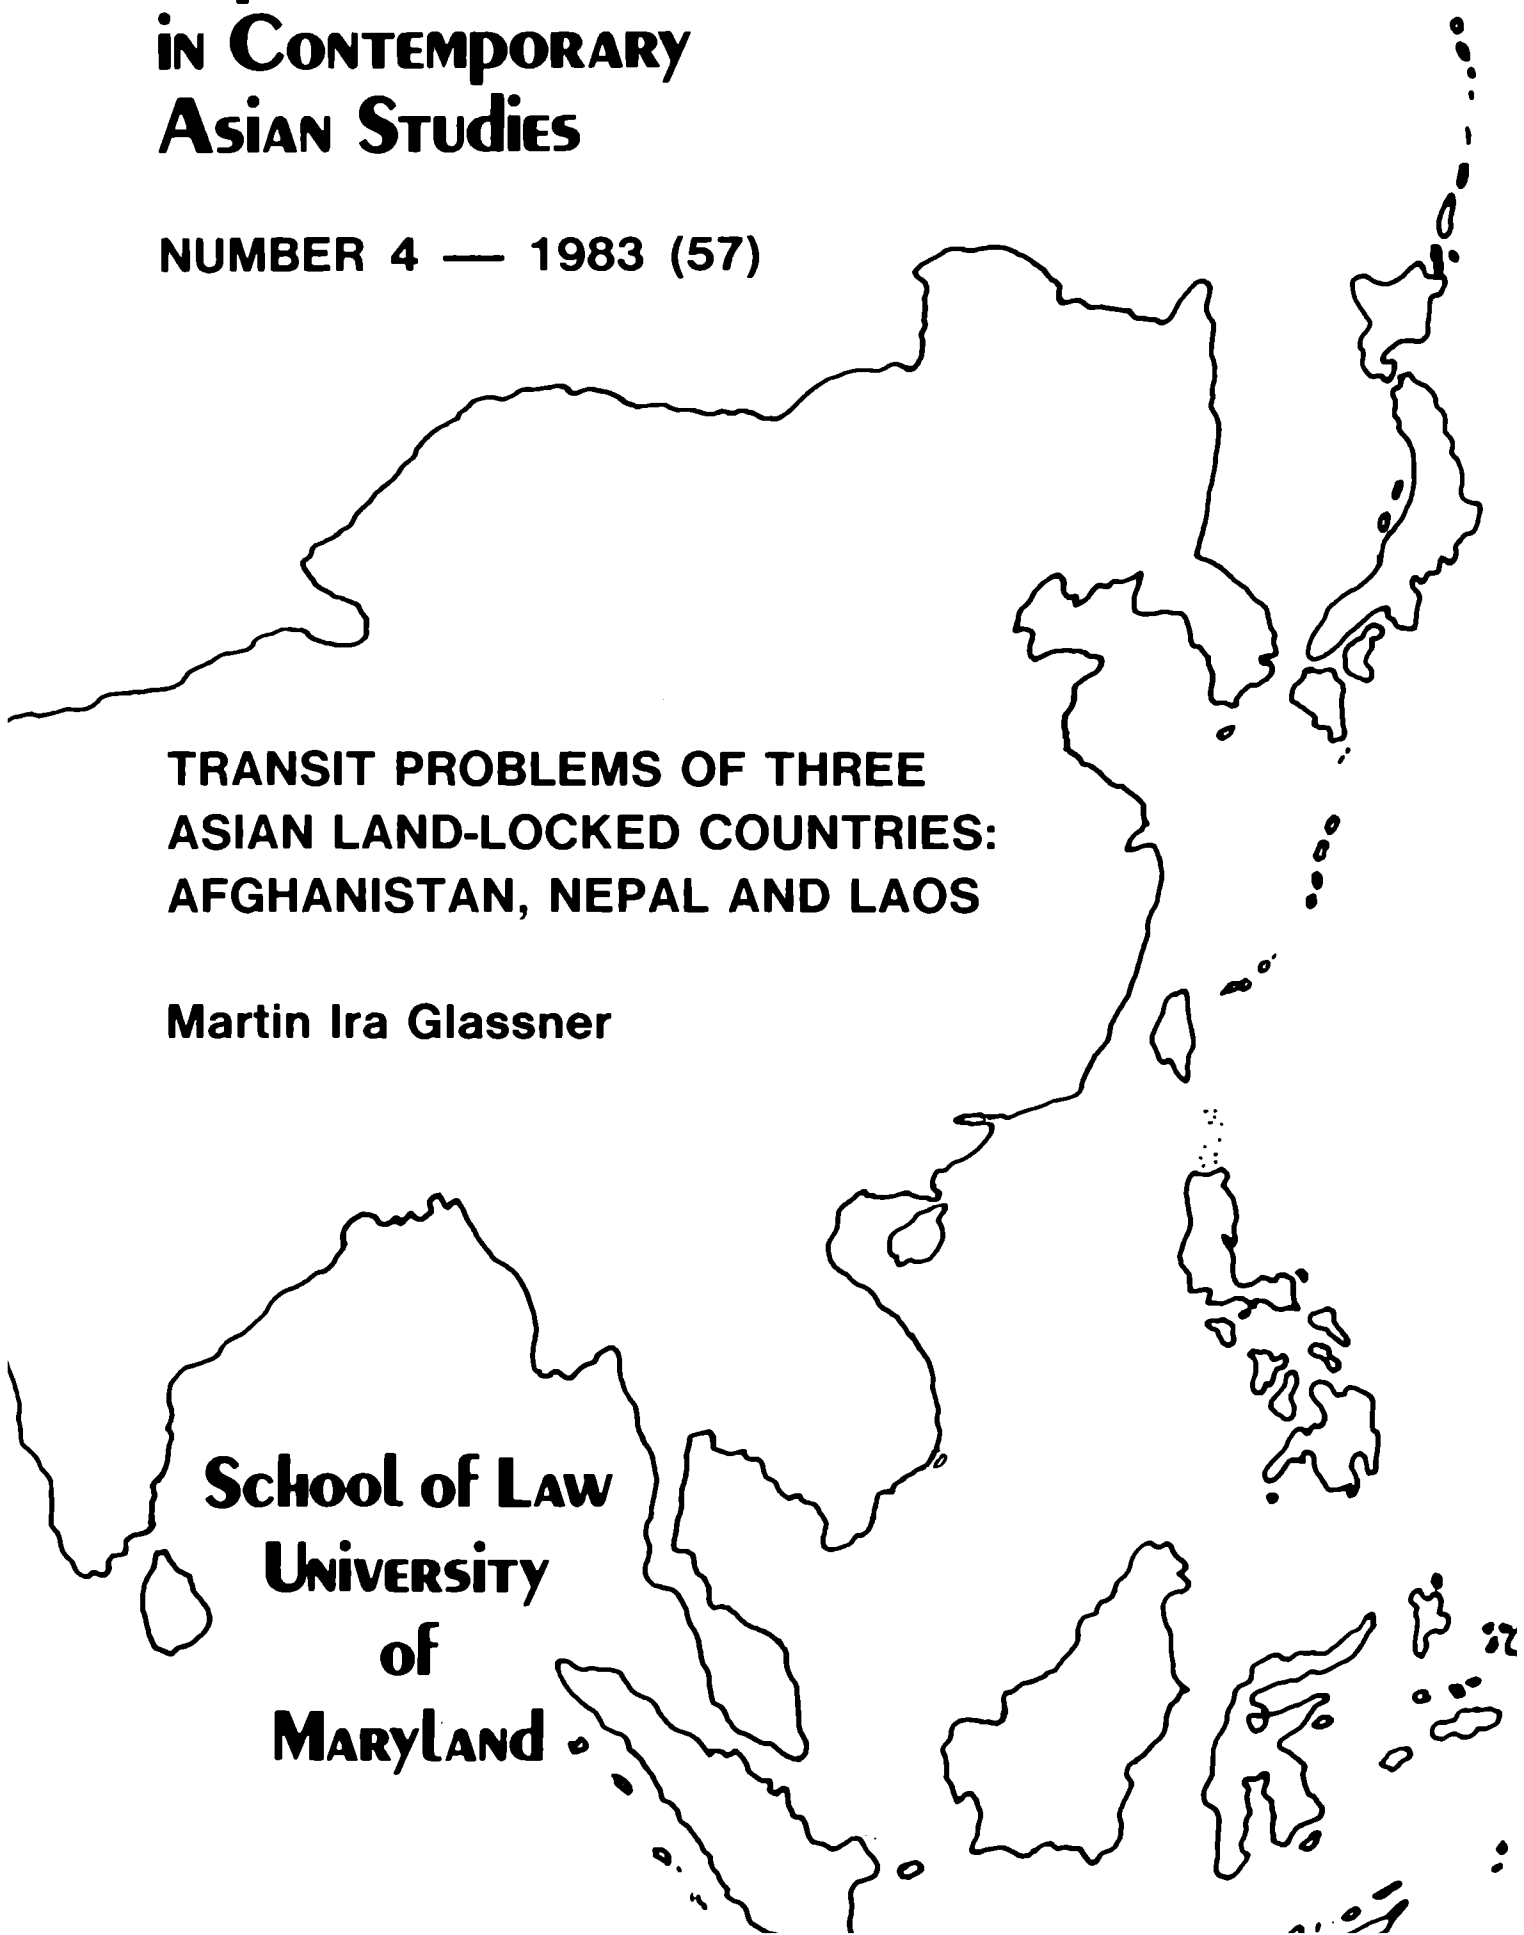 in Contemporary
Asian Studies
NUMBER 4 — 1983 (57)
TRANSIT PROBLEMS OF THREE
ASIAN LAND-LOCKED COUNTRIES:
AFGHANISTAN, NEPAL AND LAOS
Martin Ira Glassner
School of Law
University
of
Maryland